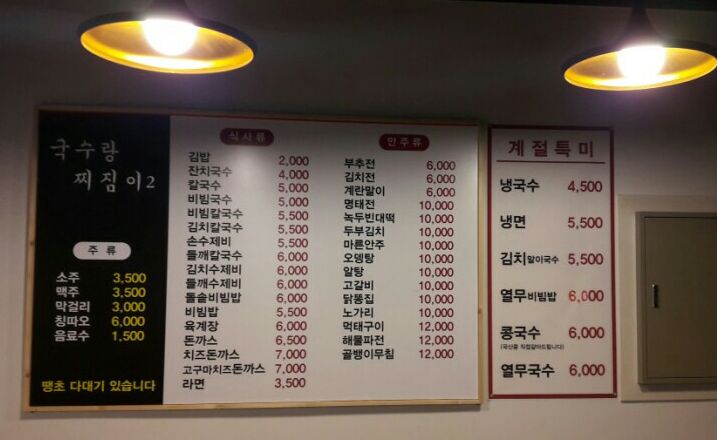 국수랑
찌짐이2
주 류
소주 3,500
맥주 3,500
막걸리 3,000
칭따오 6,000
음료수 1,500
땡초 다대기 있습니다
식사류
김밥 2,000
잔치국수 4,000
칼국수 5,000
비빔국수 5,000
비빔칼국수 5,500
김치칼국수 5,500
손수제비 5,500
들깨칼국수 6,000
김치수제비 6,000
들깨수제비 6,000
돌솥비빔밥 6,000
비빔밥 5,500
육계장 6,000
돈까스 6,500
치즈돈까스 7,000
고구마치즈돈까스 7,000
라면 3,500
안주류
부추전 6,000
김치전 6,000
계란말이 6,000
명태전 10,000
녹두빈대떡 10,000
두부김치 10,000
마른안주 10,000
오뎅탕 10,000
알탕 10,000
고갈비 10,000
닭똥집 10,000
노가리 10,000
먹태구이 12,000
해물파전 12,000
골뱅이무침 12,000
계절특미
냉국수 4,500
냉면 5,500
김치말이국수 5,500
열무비빔밥 6,000
콩국수 6,000
(국산콩 직접갈아드립니다)
열무국수 6,000